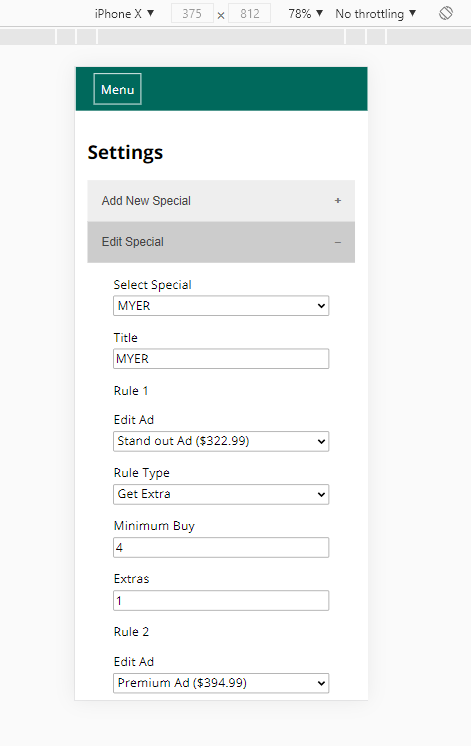 iPhone X ▼ 375 × 812 78% ▼ No throttling ▼
Menu
Settings
Add New Special +
Edit Special −
Select Special
MYER
Title
MYER
Rule 1
Edit Ad
Stand out Ad ($322.99)
Rule Type
Get Extra
Minimum Buy
4
Extras
1
Rule 2
Edit Ad
Premium Ad ($394.99)